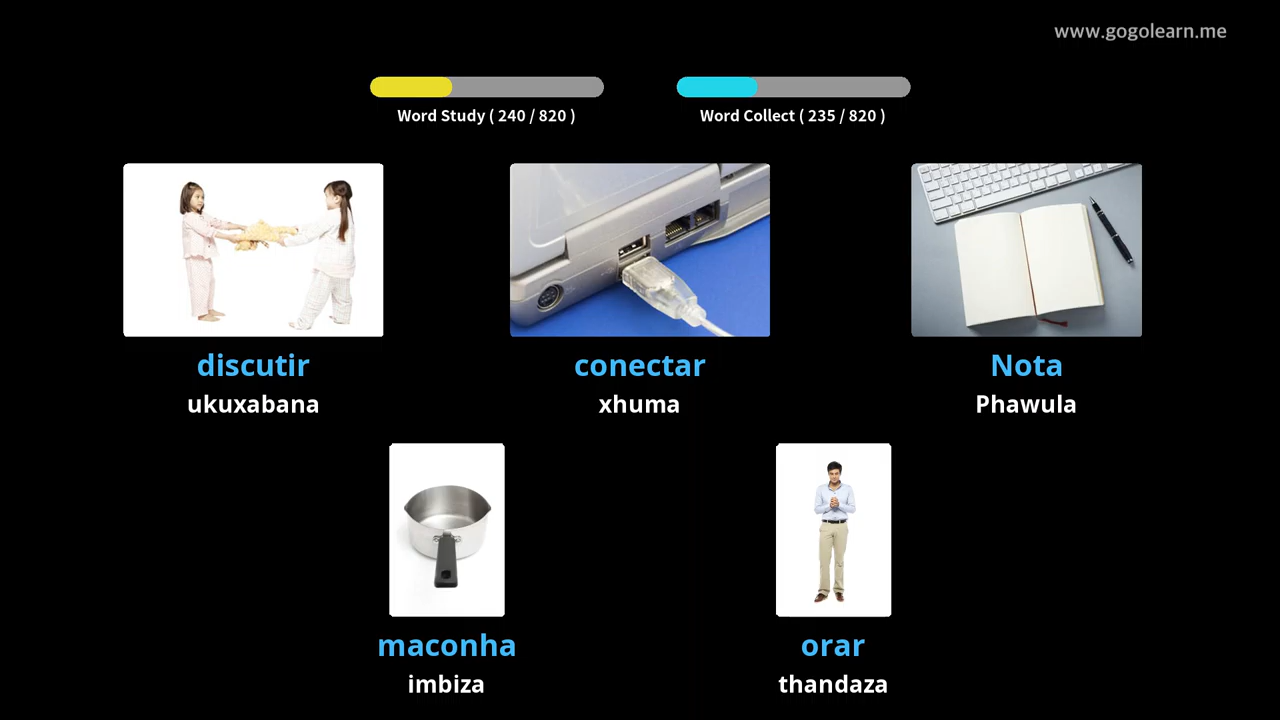 www.gogolearn.me
Word Study ( 240 / 820 )
Word Collect ( 235 / 820 )
discutir
ukuxabana
conectar
xhuma
Nota
Phawula
maconha
imbiza
orar
thandaza